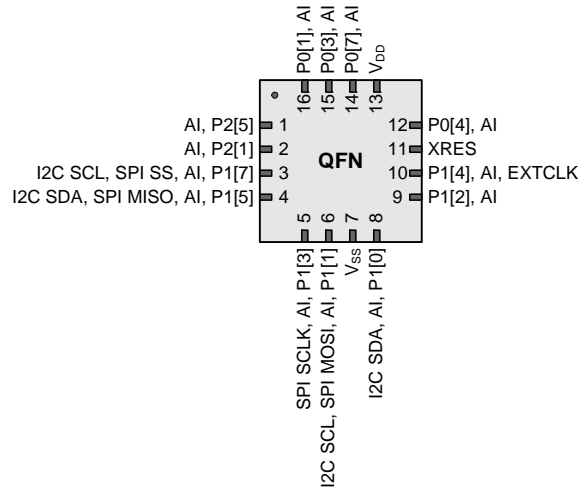 P0[1], AI
P0[3], AI
P0[7], AI
VDD
16
15
14
13
AI, P2[5]
1
AI, P2[1]
2
I2C SCL, SPI SS, AI, P1[7]
3
I2C SDA, SPI MISO, AI, P1[5]
4
QFN
12
P0[4], AI
11
XRES
10
P1[4], AI, EXTCLK
9
P1[2], AI
5
6
7
8
SPI SCLK, AI, P1[3]
I2C SCL, SPI MOSI, AI, P1[1]
VSS
I2C SDA, AI, P1[0]